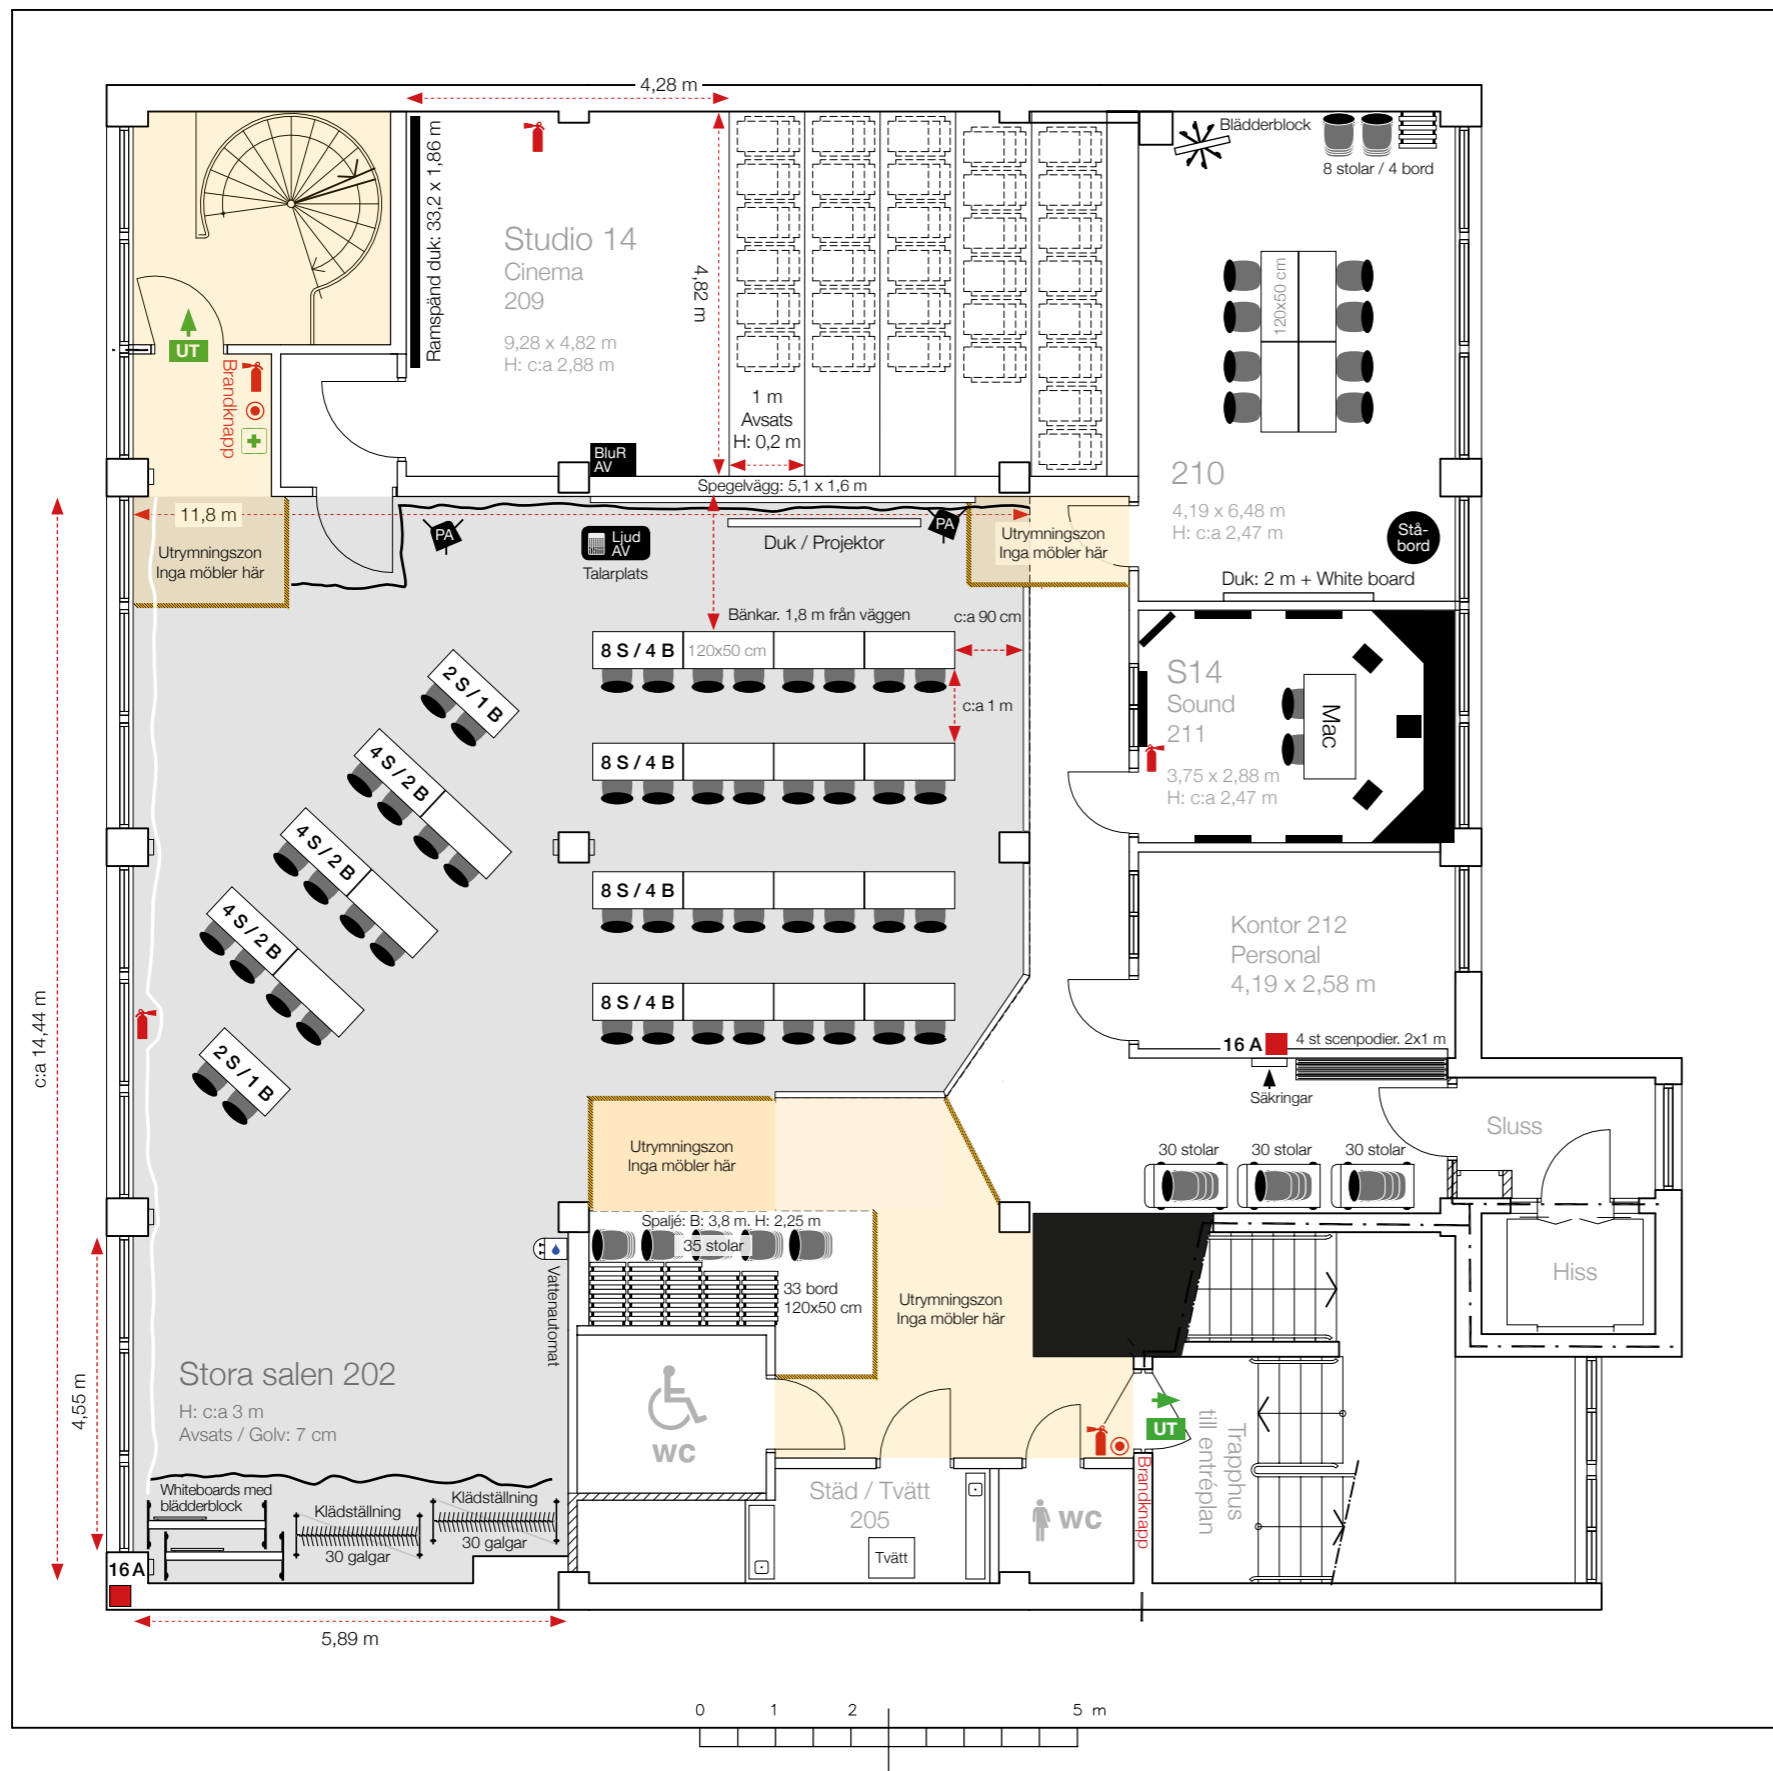 4,28 m
Ramspänd duk: 33,2 x 1,86 m
Studio 14
Cinema
209
9,28 x 4,82 m
H: c:a 2,88 m
4,82 m
1 m
Avsats
H: 0,2 m
BluR
AV
Spegelvägg: 5,1 x 1,6 m
UT
Brandknapp
Blädderblock
8 stolar / 4 bord
120x50 cm
210
4,19 x 6,48 m
H: c:a 2,47 m
Stå-
bord
Duk: 2 m + White board
11,8 m
Utrymningszon
Inga möbler här
PA
Ljud
AV
Talarplats
Duk / Projektor
PA
Utrymningszon
Inga möbler här
Bänkar. 1,8 m från väggen
c:a 90 cm
8 S / 4 B
120x50 cm
c:a 1 m
8 S / 4 B
8 S / 4 B
8 S / 4 B
2 S / 1 B
4 S / 2 B
4 S / 2 B
4 S / 2 B
2 S / 1 B
S14
Sound
211
3,75 x 2,88 m
H: c:a 2,47 m
Mac
Kontor 212
Personal
4,19 x 2,58 m
16 A
4 st scenpodier. 2x1 m
Säkringar
Sluss
30 stolar
30 stolar
30 stolar
Hiss
c:a 14,44 m
Utrymningszon
Inga möbler här
Spaljé: B: 3,8 m. H: 2,25 m
35 stolar
33 bord
120x50 cm
Vattenautomat
Utrymningszon
Inga möbler här
4,55 m
Stora salen 202
H: c:a 3 m
Avsats / Golv: 7 cm
wc
UT
Brandknapp
Trapphus
till entréplan
Whiteboards med
blädderblock
Klädställning
30 galgar
Klädställning
30 galgar
Städ / Tvätt
205
Tvätt
wc
16 A
5,89 m
0 1 2 5 m